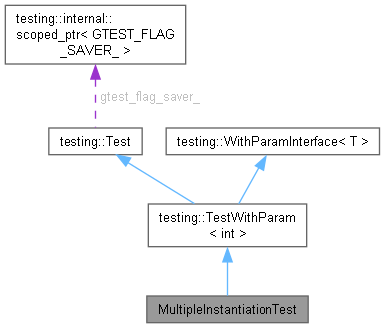 testing::internal::
scoped_ptr< GTEST_FLAG
_SAVER_ >
gtest_flag_saver_
testing::Test
testing::WithParamInterface< T >
testing::TestWithParam
< int >
MultipleInstantiationTest